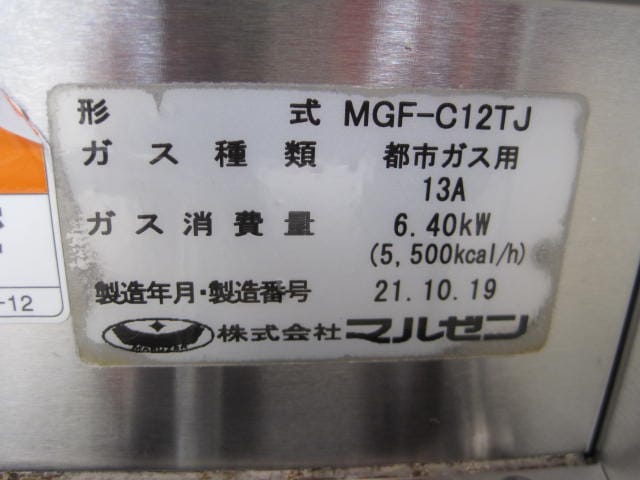 形 式 MGF-C12TJ
ガス種類 都市ガス用
13A
ガス消費量 6.40kW
(5,500kcal/h)
-12
製造年月・製造番号 21.10.19
MARUZEN 株式会社マルゼン